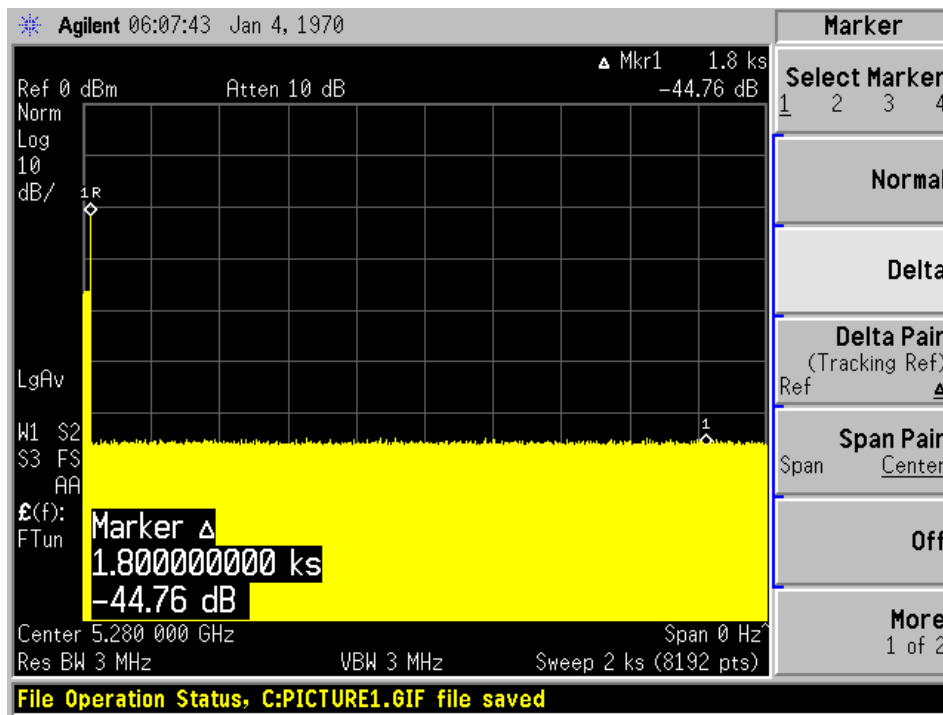 Agilent 06:07:43 Jan 4, 1970
Marker
Δ Mkr1 1.8 ks
Ref 0 dBm Atten 10 dB -44.76 dB
Norm
Log
10
dB/
1R
LgAv
1
W1 S2
S3 FS
AA
£(f):
FTun
Marker Δ
1.800000000 ks
-44.76 dB
Center 5.280 000 GHz Span 0 Hz^
Res BW 3 MHz VBW 3 MHz Sweep 2 ks (8192 pts)
File Operation Status, C:PICTURE1.GIF file saved
Select Marker
1 2 3 4
Normal
Delta
Delta Pair
(Tracking Ref)
Ref Δ
Span Pair
Span Center
Off
More
1 of 2